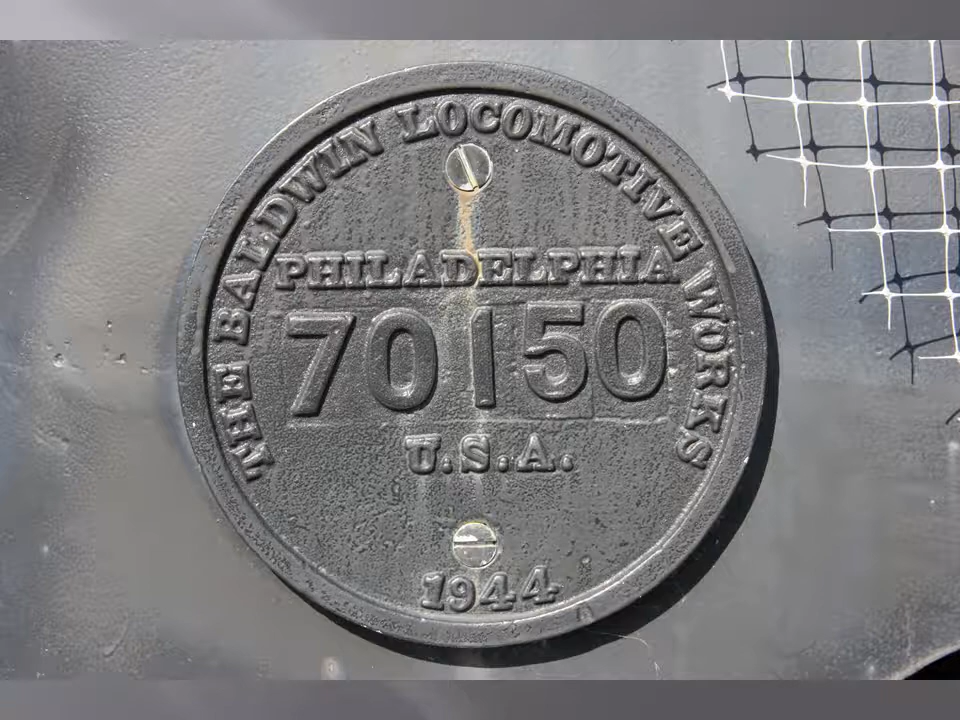 THE BALDWIN LOCOMOTIVE WORKS
PHILADELPHIA
70150
U.S.A.
1944